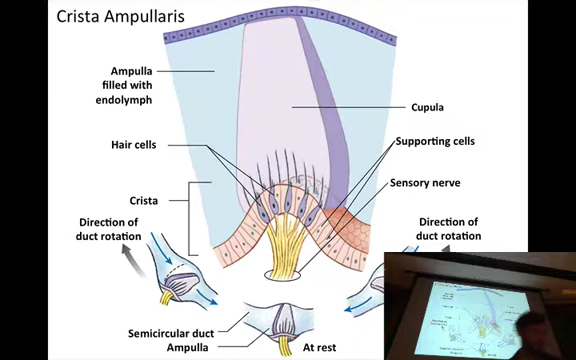 Crista Ampullaris
Ampulla
filled with
endolymph
Cupula
Hair cells
Supporting cells
Sensory nerve
Crista
Direction of
duct rotation
Direction of
duct rotation
Semicircular duct
Ampulla
At rest